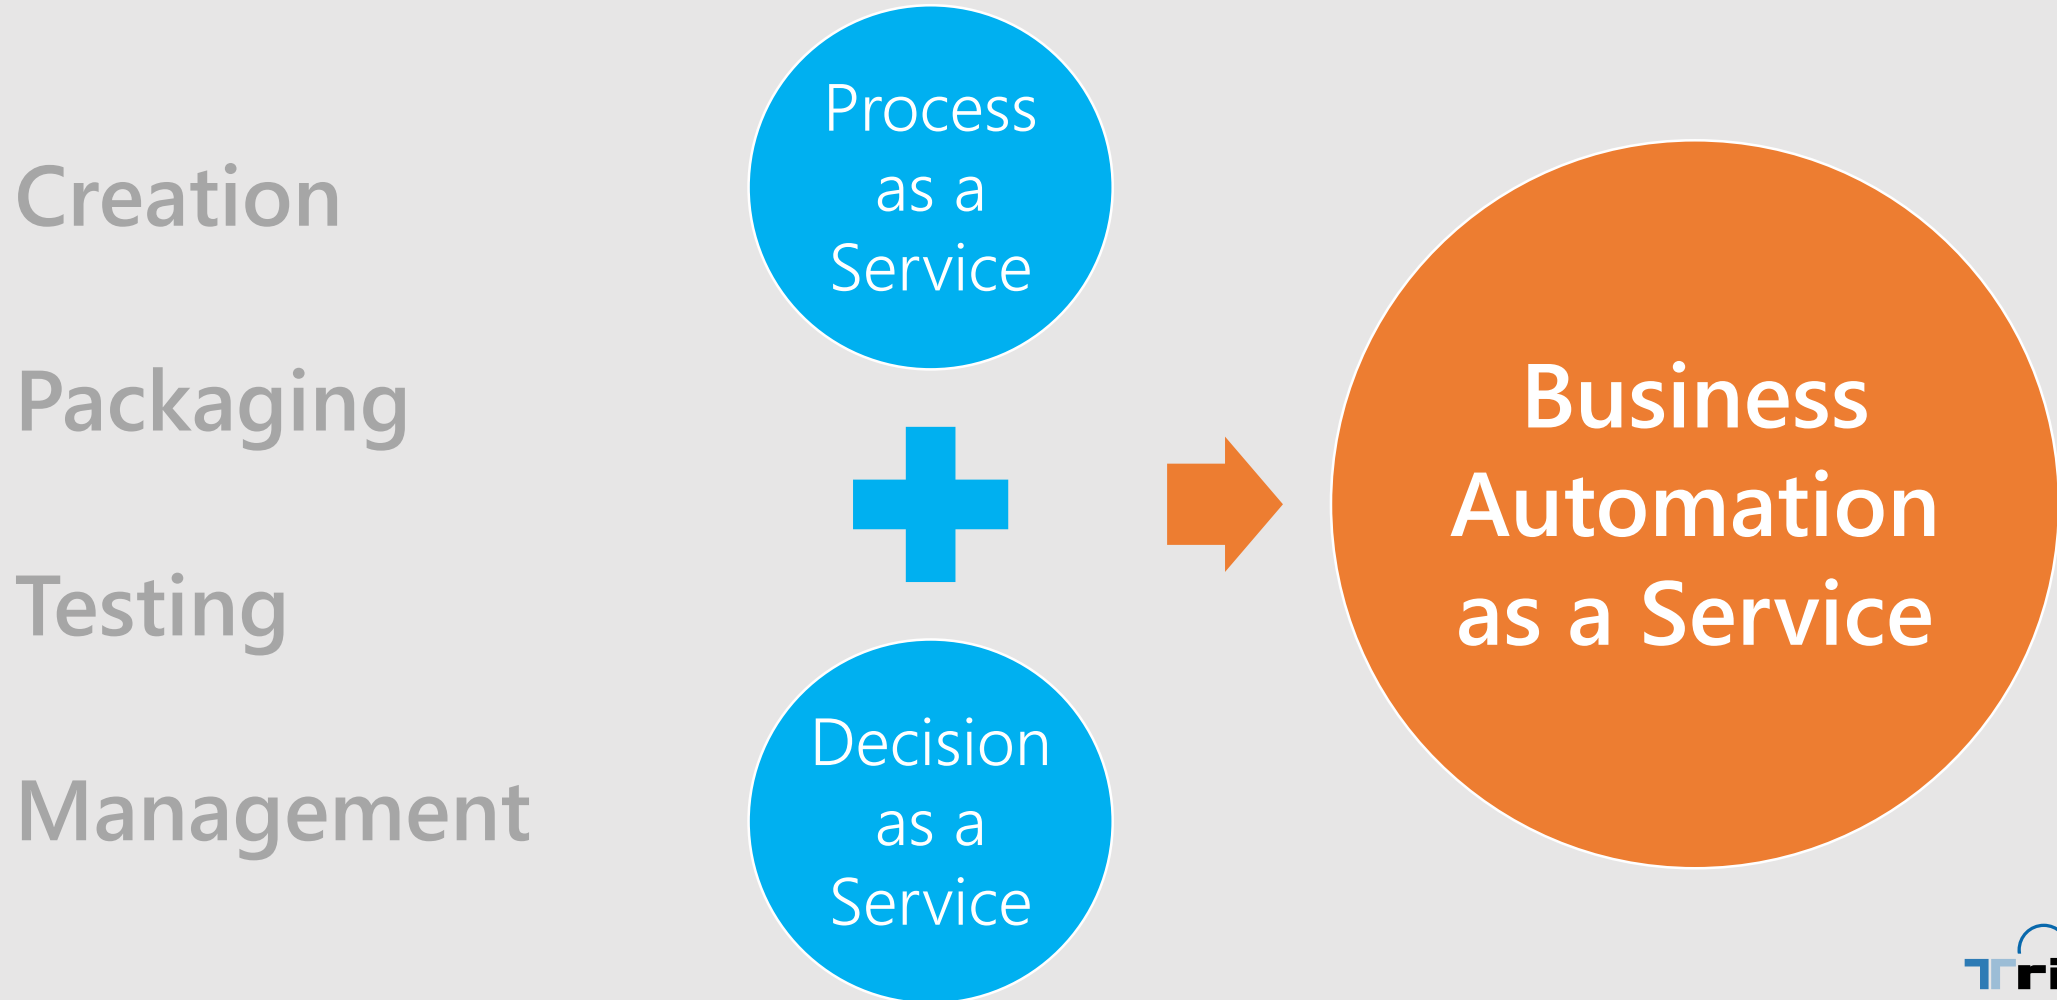 Creation
Packaging
Testing
Management
Process
as a
Service
Decision
as a
Service
Business
Automation
as a Service